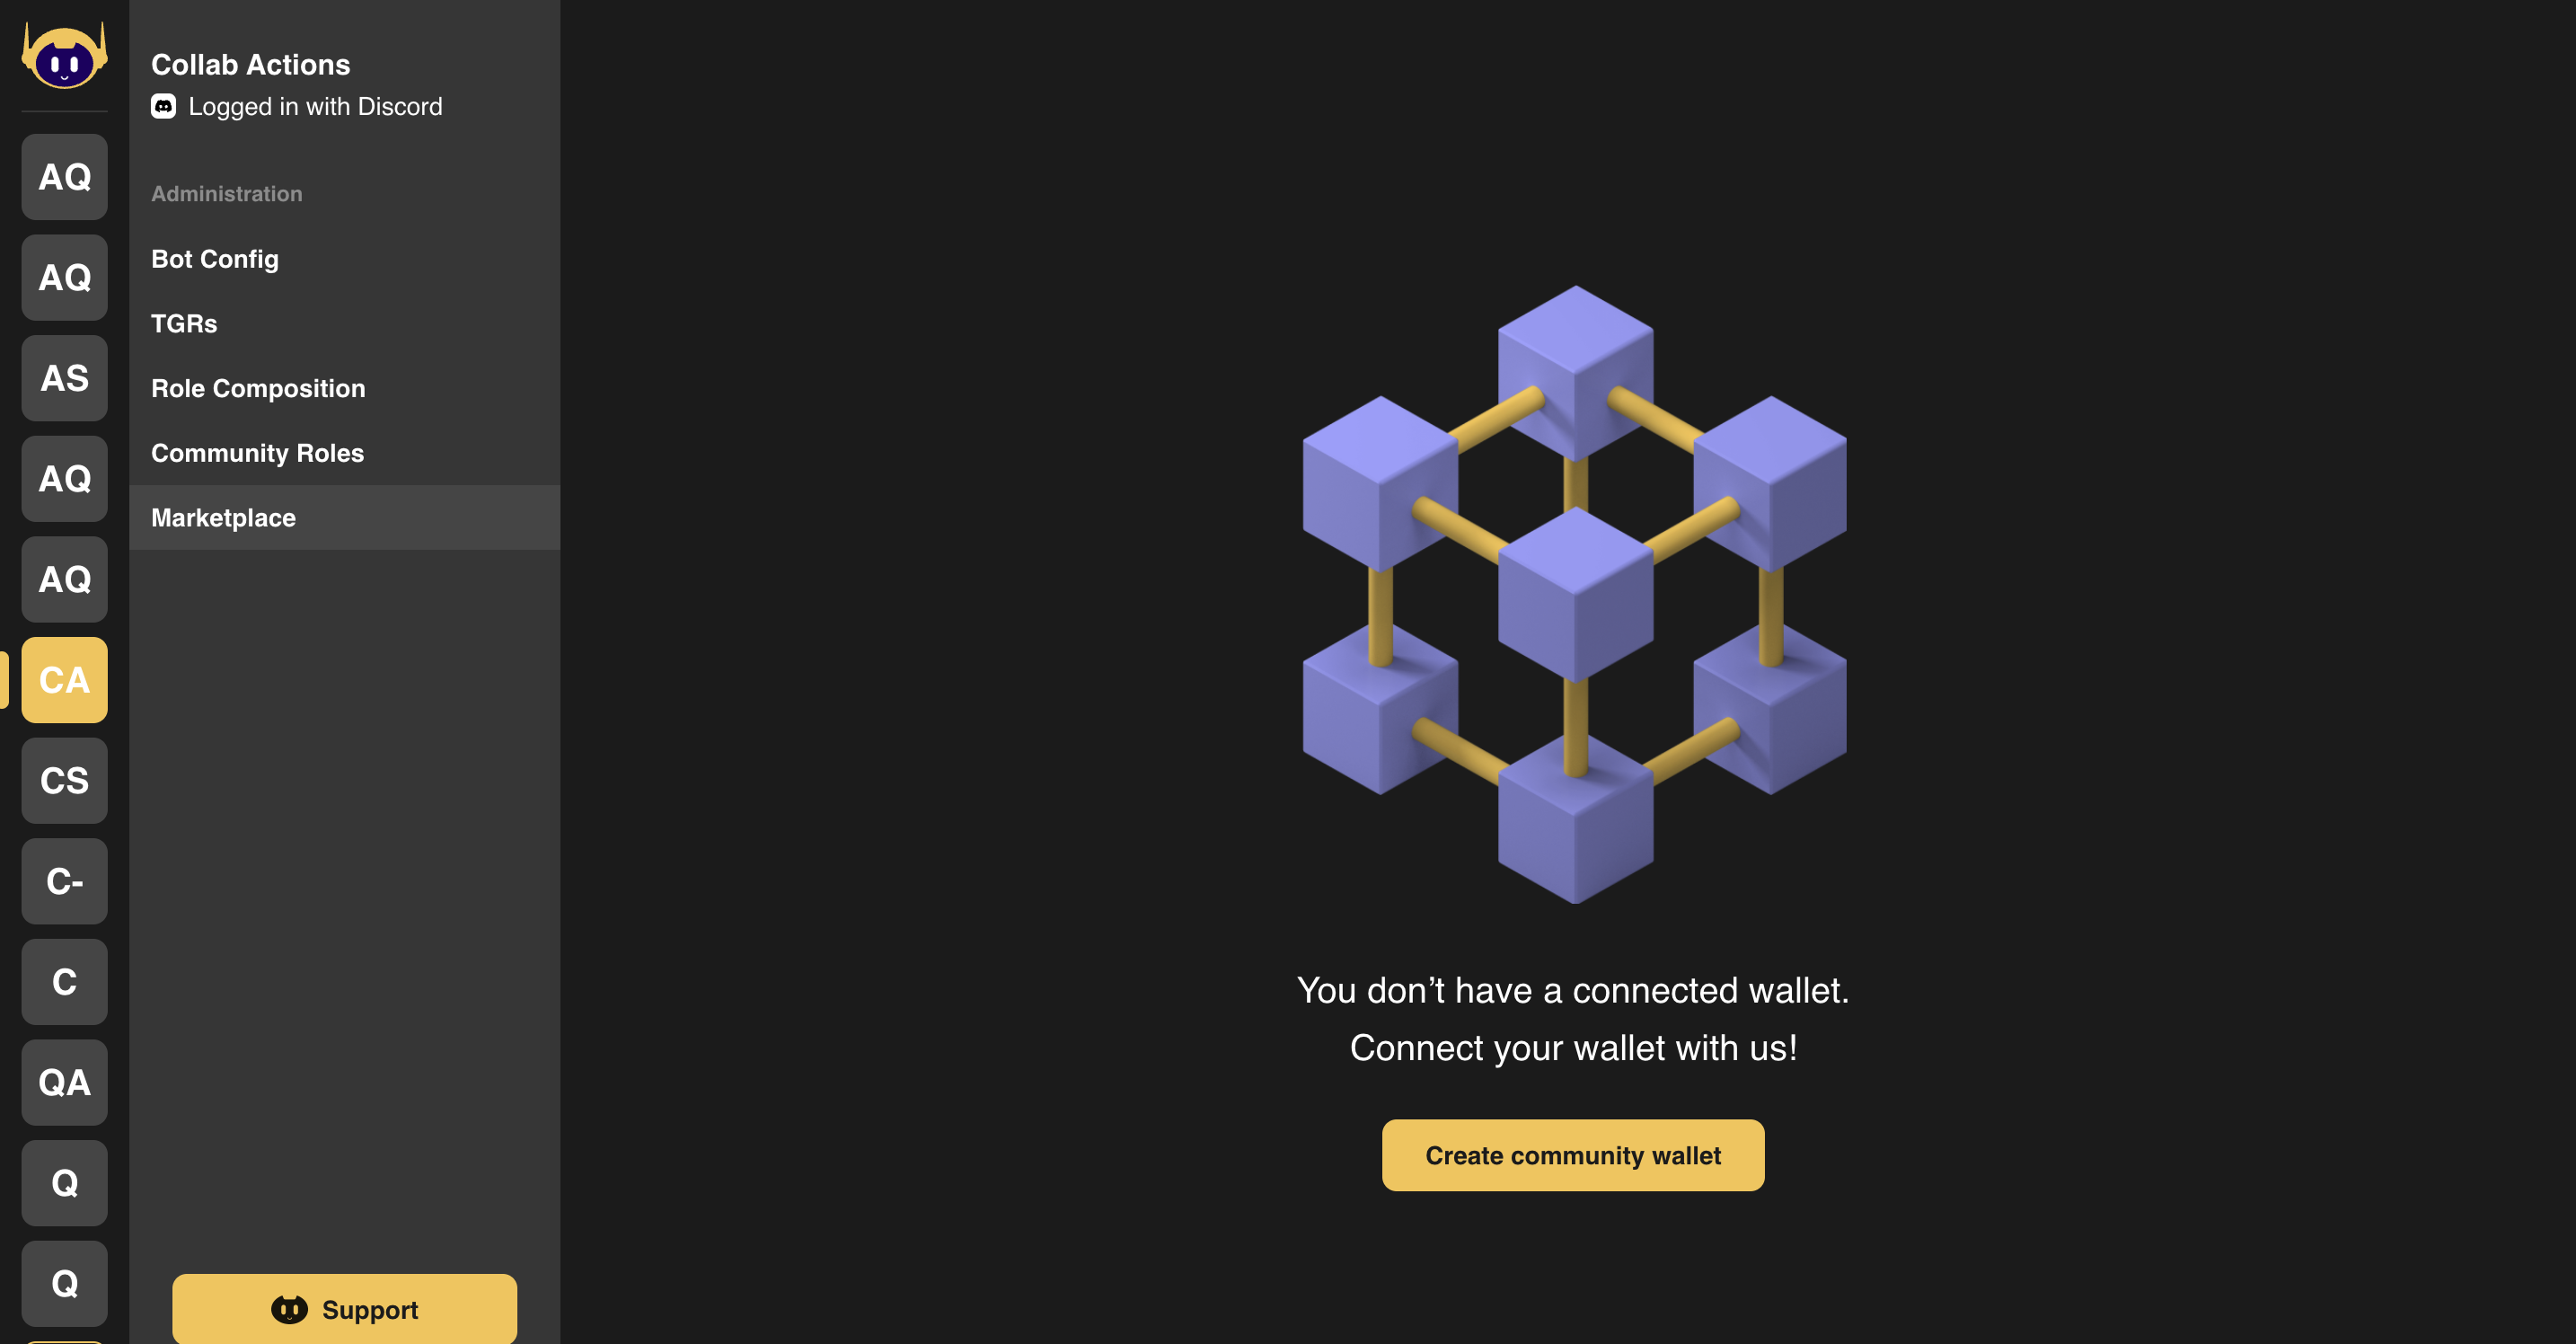 AQ
AQ
AS
AQ
AQ
CA
CS
C-
C
QA
Q
Q
Collab Actions
Logged in with Discord
Administration
Bot Config
TGRs
Role Composition
Community Roles
Marketplace
Support
You don’t have a connected wallet.
Connect your wallet with us!
Create community wallet